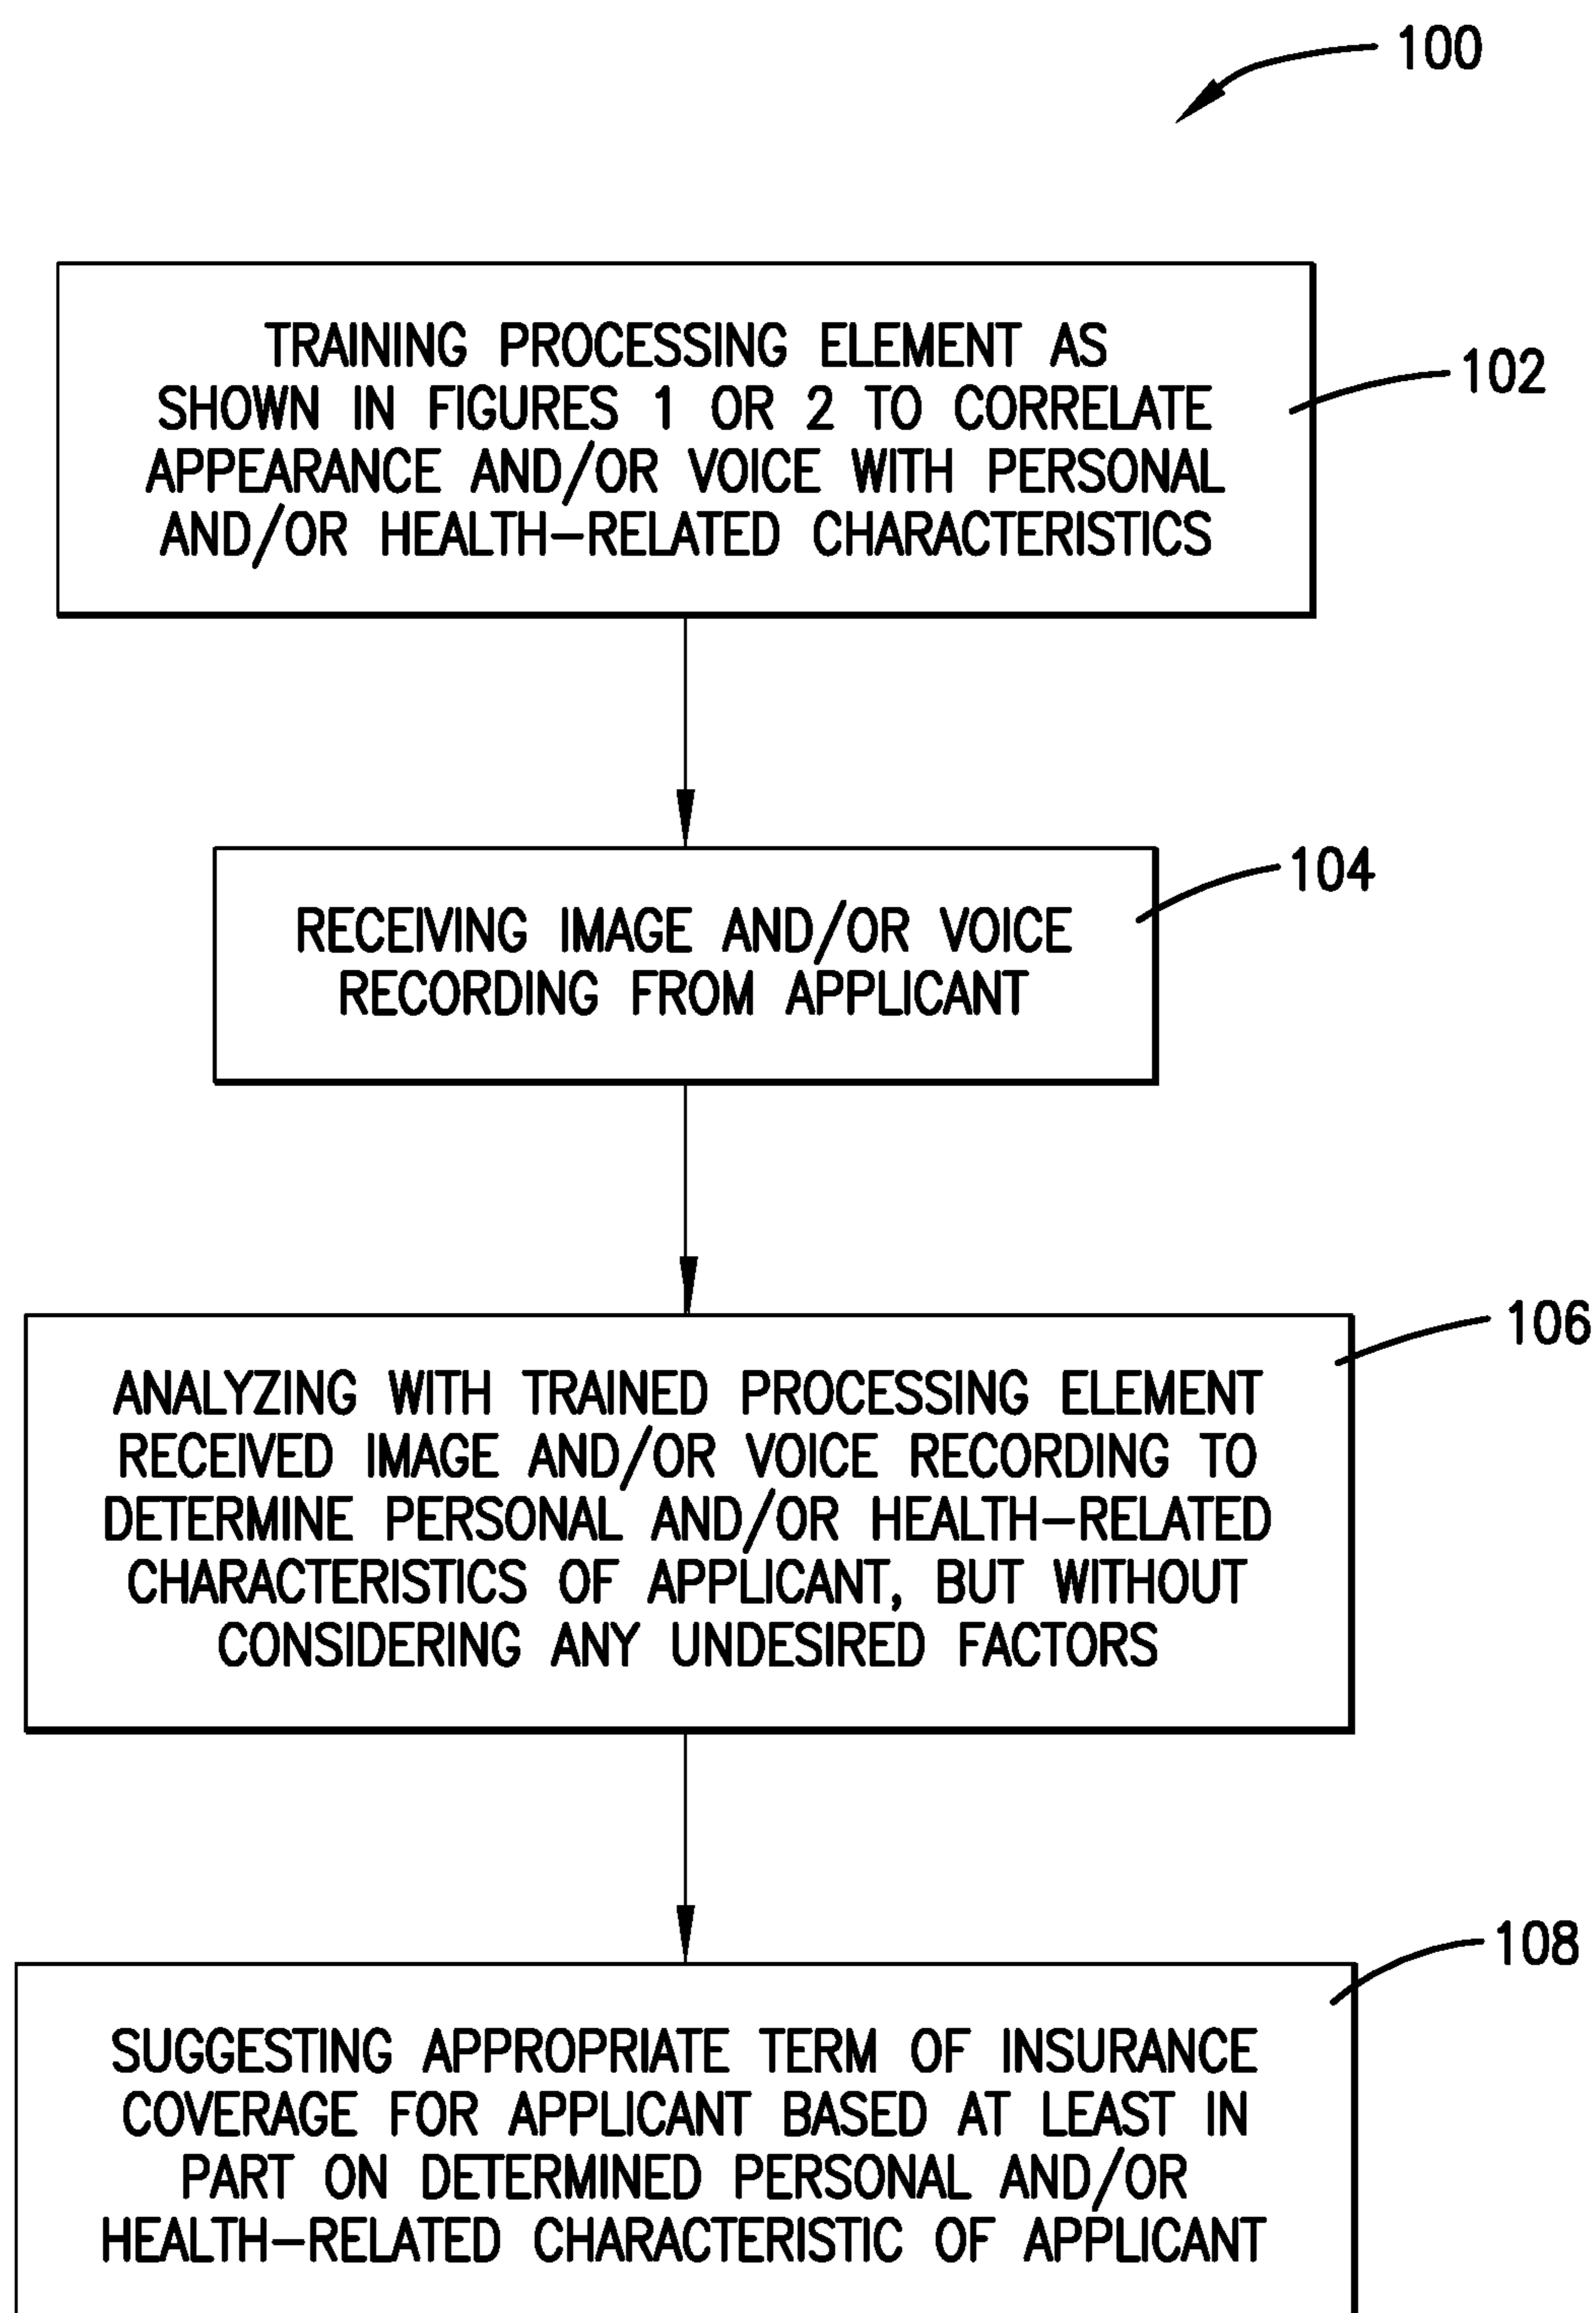 100
TRAINING PROCESSING ELEMENT AS
SHOWN IN FIGURES 1 OR 2 TO CORRELATE
APPEARANCE AND/OR VOICE WITH PERSONAL
AND/OR HEALTH-RELATED CHARACTERISTICS
102
RECEIVING IMAGE AND/OR VOICE
RECORDING FROM APPLICANT
104
ANALYZING WITH TRAINED PROCESSING ELEMENT
RECEIVED IMAGE AND/OR VOICE RECORDING TO
DETERMINE PERSONAL AND/OR HEALTH-RELATED
CHARACTERISTICS OF APPLICANT, BUT WITHOUT
CONSIDERING ANY UNDESIRED FACTORS
106
SUGGESTING APPROPRIATE TERM OF INSURANCE
COVERAGE FOR APPLICANT BASED AT LEAST IN
PART ON DETERMINED PERSONAL AND/OR
HEALTH-RELATED CHARACTERISTIC OF APPLICANT
108